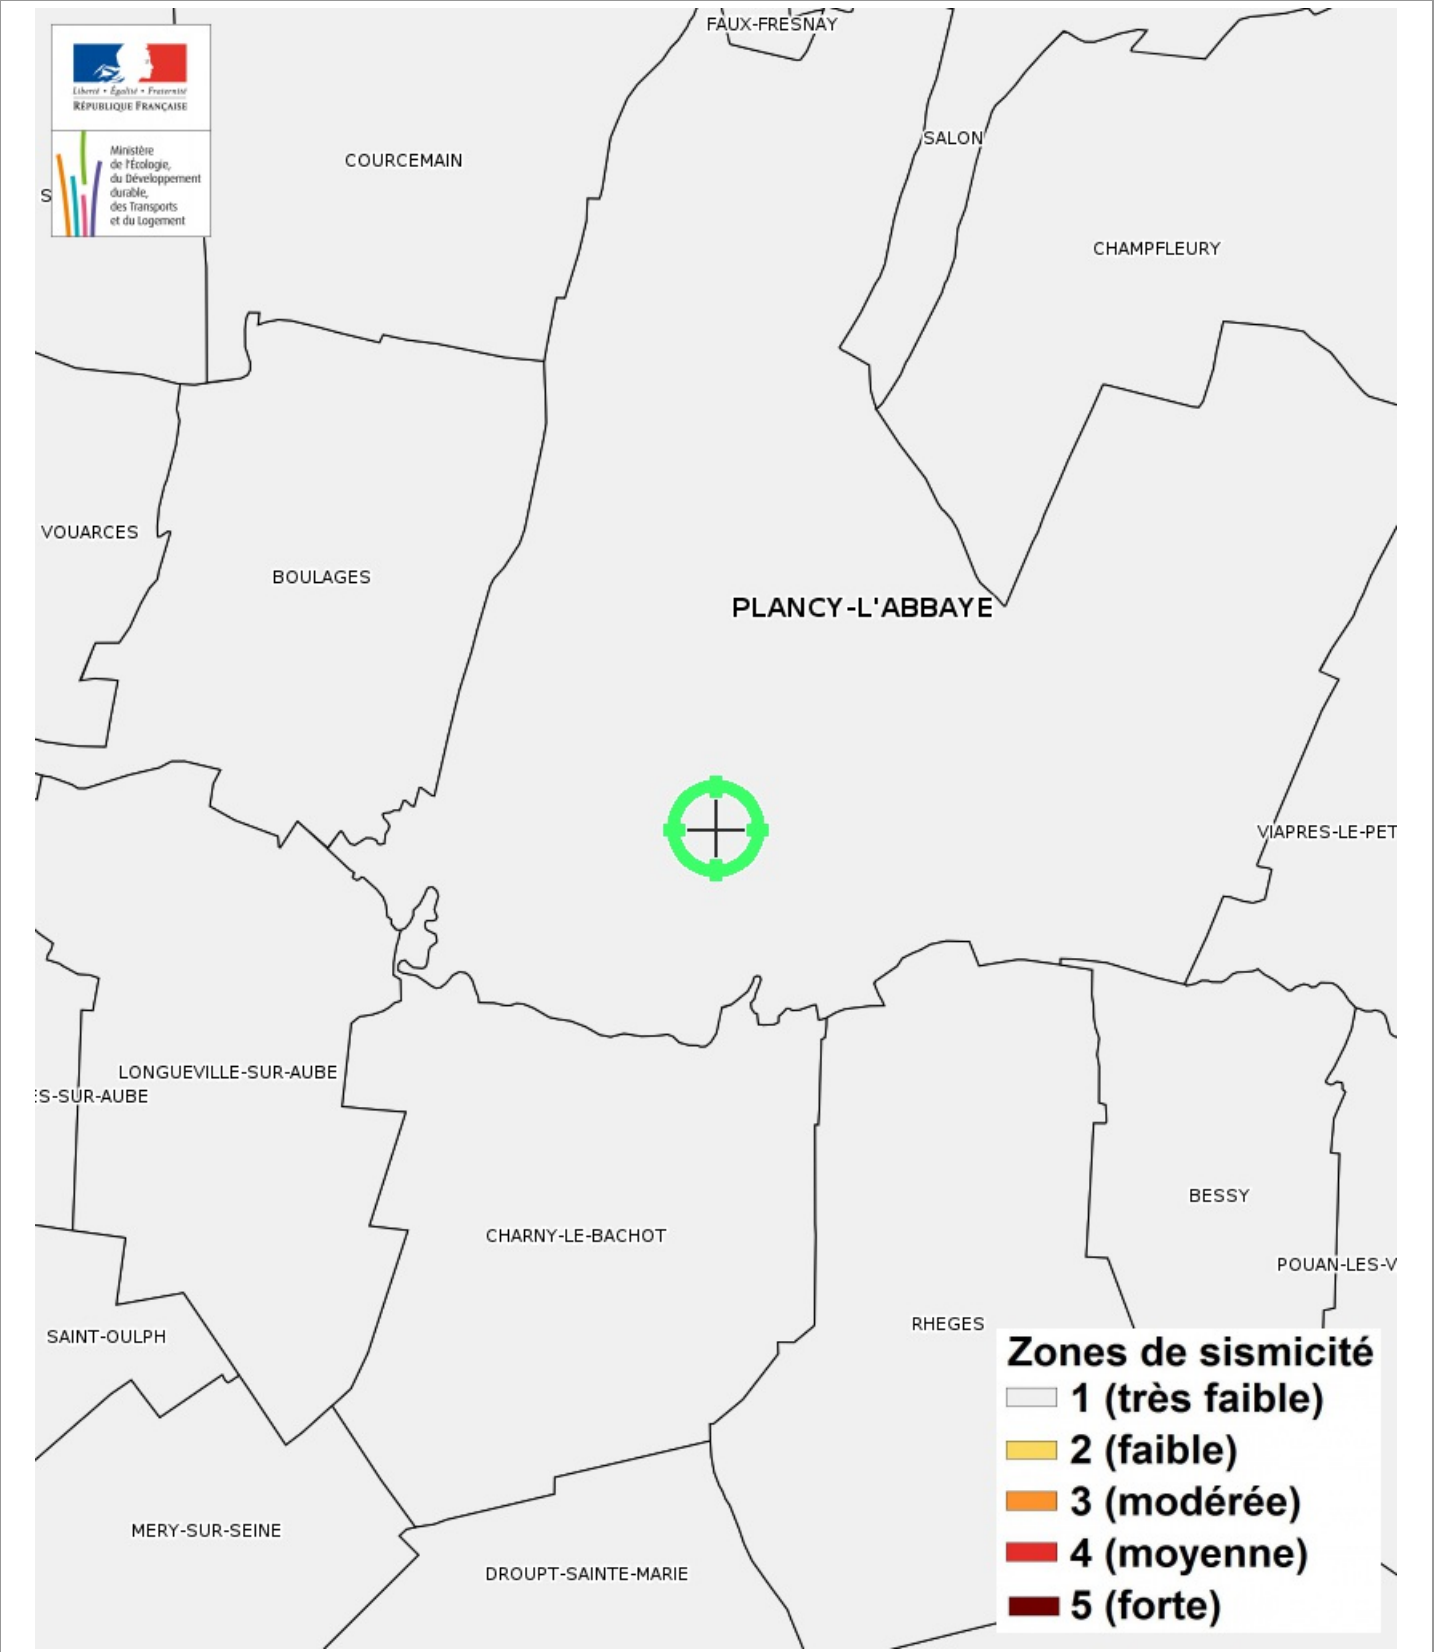 FAUX-FRESNAY
Liberté • Égalité • Fraternité
RÉPUBLIQUE FRANÇAISE
SALON
Ministère
de l'Écologie,
du Développement
durable,
des Transports
et du Logement
COURCEMAIN
S
CHAMPFLEURY
VOUARCES
BOULAGES
PLANCY-L'ABBAYE
VIAPRES-LE-PET
LONGUEVILLE-SUR-AUBE
ES-SUR-AUBE
BESSY
CHARNY-LE-BACHOT
POUAN-LES-V
RHEGES
SAINT-OULPH
MERY-SUR-SEINE
DROUPT-SAINTE-MARIE
Zones de sismicité
1 (très faible)
2 (faible)
3 (modérée)
4 (moyenne)
5 (forte)